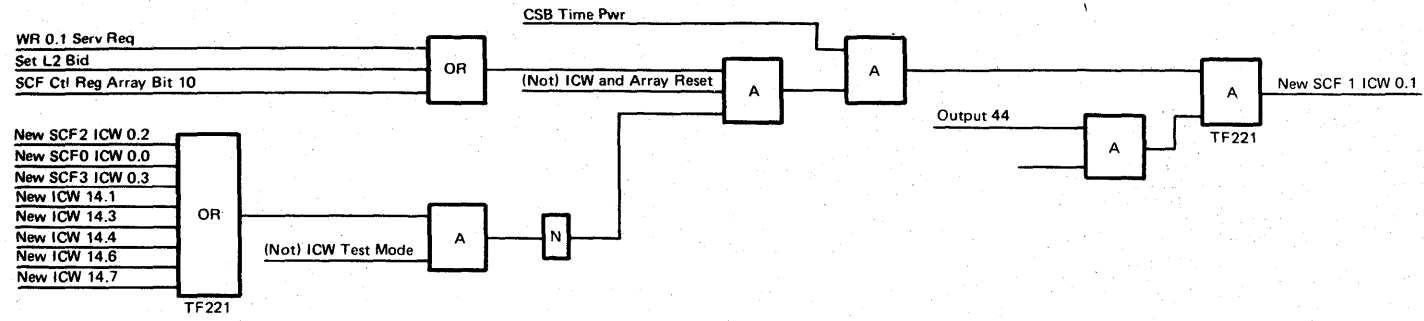 CSB Time Pwr
WR 0.1 Serv Req
Set L2 Bid
SCF Ctl Reg Array Bit 10
OR
(Not) ICW and Array Reset
A
A
A
New SCF 1 ICW 0.1
TF221
Output 44
A
New SCF2 ICW 0.2
New SCF0 ICW 0.0
New SCF3 ICW 0.3
New ICW 14.1
New ICW 14.3
New ICW 14.4
New ICW 14.6
New ICW 14.7
OR
TF221
(Not) ICW Test Mode
A
N